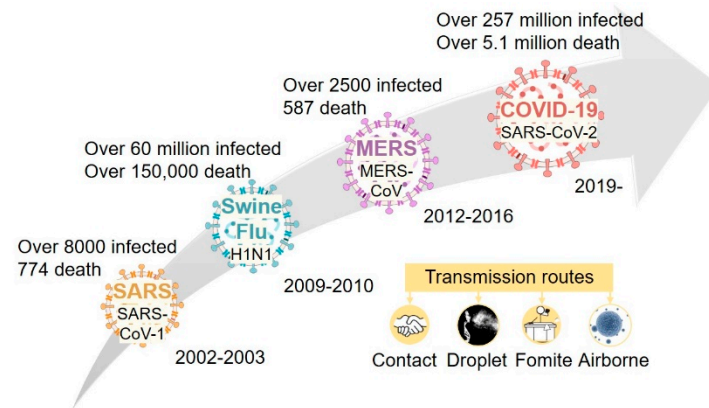 Over 257 million infected
Over 5.1 million death
COVID-19
SARS-CoV-2
2019-
Over 2500 infected
587 death
MERS
MERS-
CoV
2012-2016
Over 60 million infected
Over 150,000 death
Swine
Flu
H1N1
2009-2010
Over 8000 infected
774 death
SARS
SARS-
CoV-1
2002-2003
Transmission routes
Contact Droplet Fomite Airborne